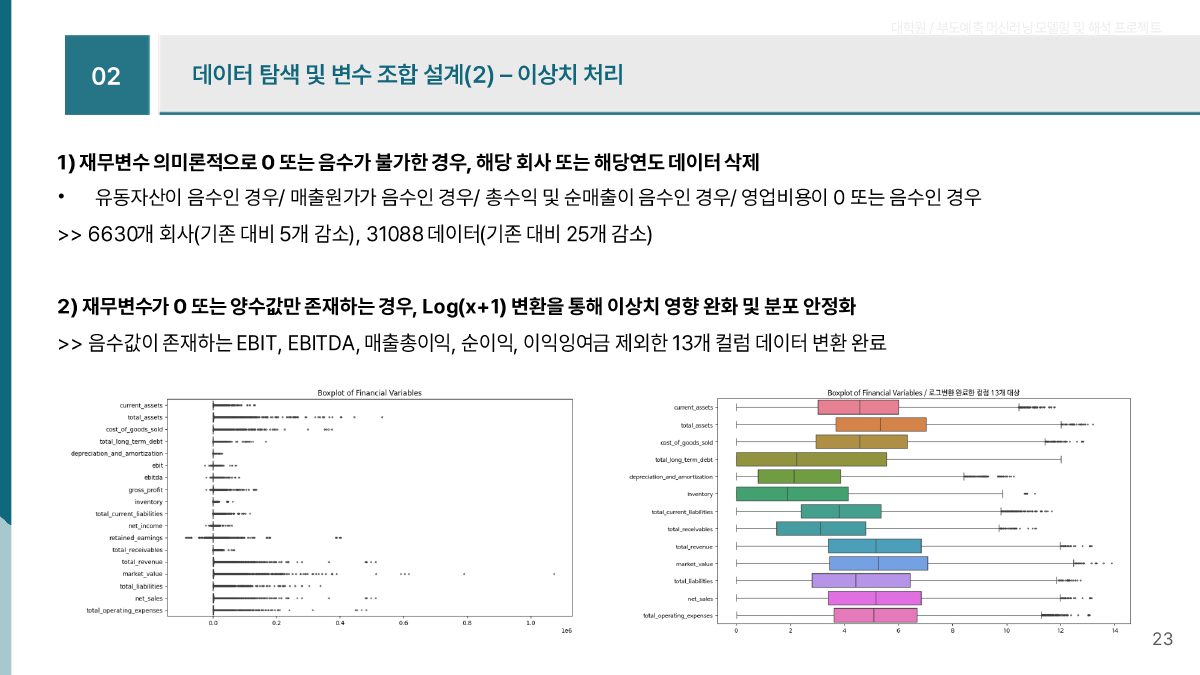 대학원 / 부도예측 머신러닝 모델링 및 해석 프로젝트
02
데이터 탐색 및 변수 조합 설계(2) – 이상치 처리
1) 재무변수 의미론적으로 0 또는 음수가 불가한 경우, 해당 회사 또는 해당연도 데이터 삭제
• 유동자산이 음수인 경우/ 매출원가가 음수인 경우/ 총수익 및 순매출이 음수인 경우/ 영업비용이 0 또는 음수인 경우
>> 6630개 회사(기존 대비 5개 감소), 31088 데이터(기존 대비 25개 감소)
2) 재무변수가 0 또는 양수값만 존재하는 경우, Log(x+1) 변환을 통해 이상치 영향 완화 및 분포 안정화
>> 음수값이 존재하는 EBIT, EBITDA, 매출총이익, 순이익, 이익잉여금 제외한 13개 컬럼 데이터 변환 완료
Boxplot of Financial Variables
current_assets
total_assets
cost_of_goods_sold
total_long_term_debt
depreciation_and_amortization
ebit
ebitda
gross_profit
inventory
total_current_liabilities
net_income
retained_earnings
total_receivables
total_revenue
market_value
total_liabilities
net_sales
total_operating_expenses
0.0 0.2 0.4 0.6 0.8 1.0
1e6
Boxplot of Financial Variables / 로그변환 완료한 컬럼 13개 대상
current_assets
total_assets
cost_of_goods_sold
total_long_term_debt
depreciation_and_amortization
inventory
total_current_liabilities
total_receivables
total_revenue
market_value
total_liabilities
net_sales
total_operating_expenses
0 2 4 6 8 10 12 14
23